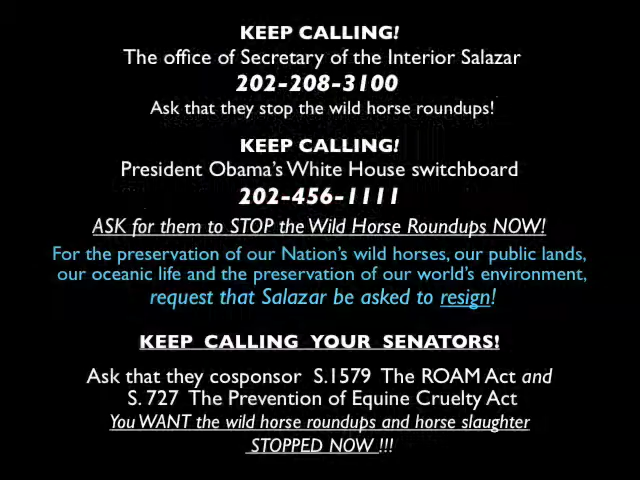 KEEP CALLING!
The office of Secretary of the Interior Salazar
202-208-3100
Ask that they stop the wild horse roundups!
KEEP CALLING!
President Obama's White House switchboard
202-456-1111
ASK for them to STOP the Wild Horse Roundups NOW!
For the preservation of our Nation's wild horses, our public lands,
our oceanic life and the preservation of our world's environment,
request that Salazar be asked to resign!
KEEP CALLING YOUR SENATORS!
Ask that they cosponsor S.1579 The ROAM Act and
S. 727 The Prevention of Equine Cruelty Act
You WANT the wild horse roundups and horse slaughter
STOPPED NOW !!!